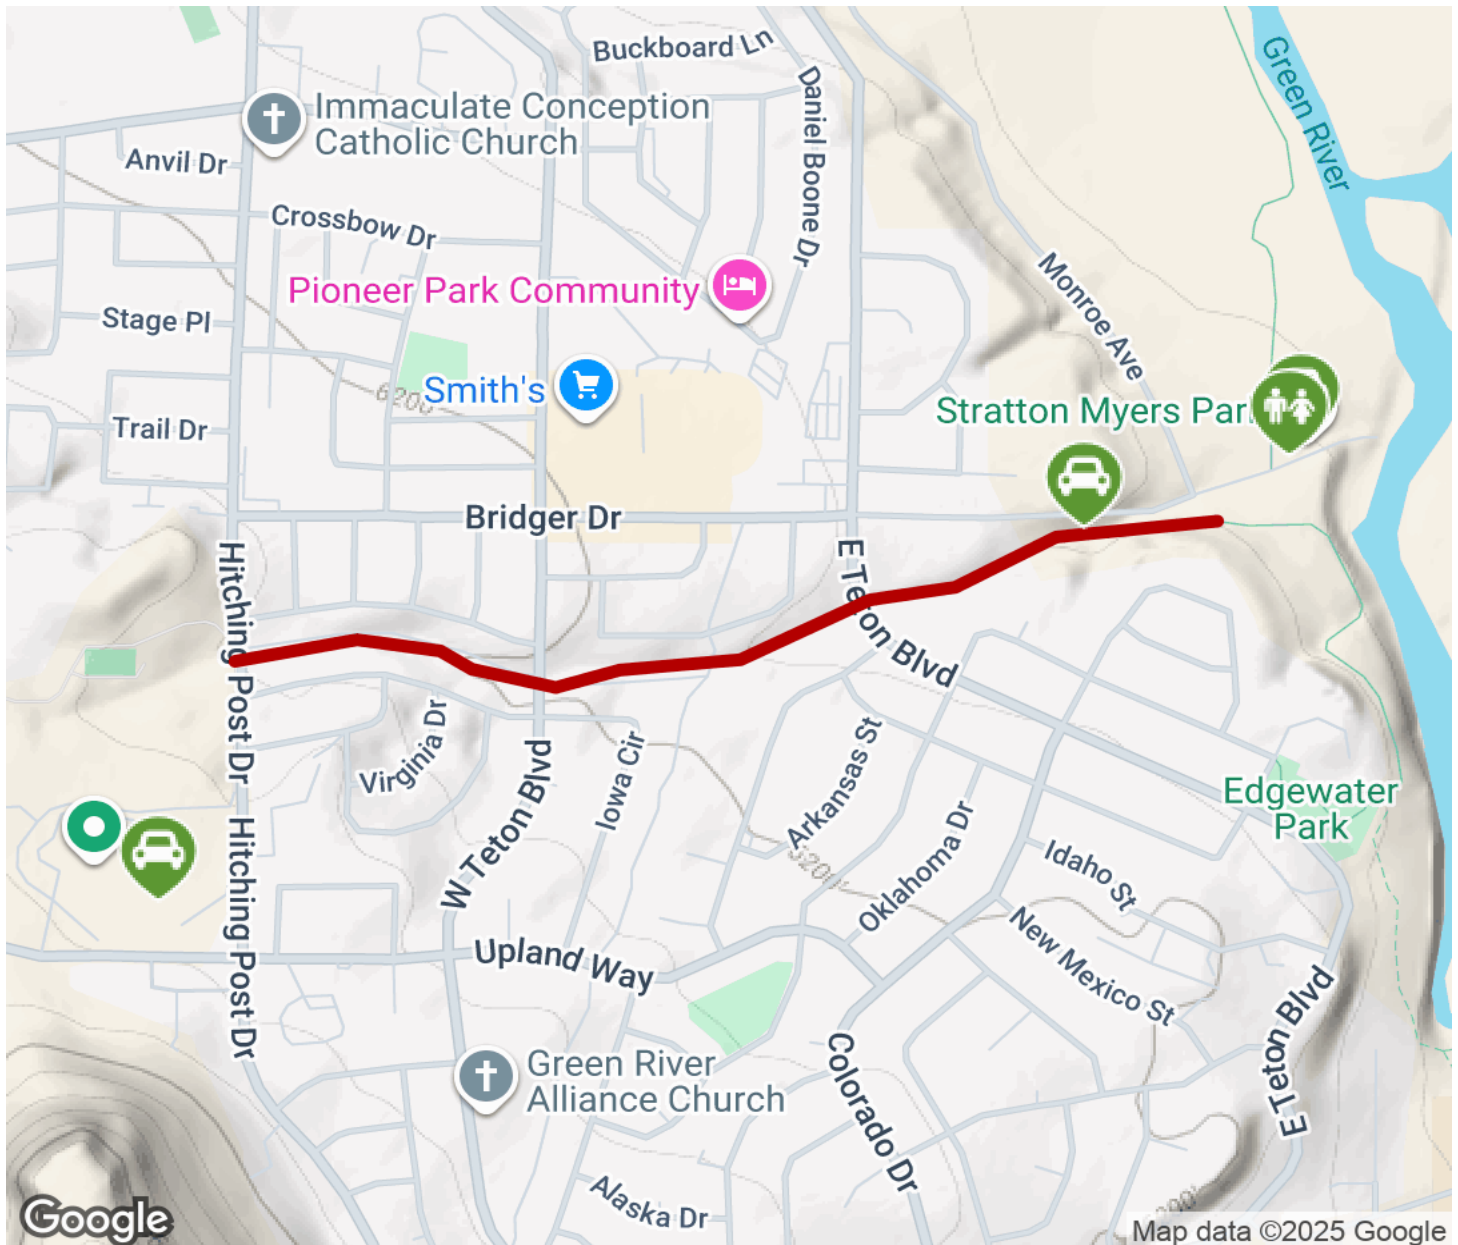 Buckboard Ln
Green River
Daniel Boone Dr
Immaculate Conception
Catholic Church
Anvil Dr
Crossbow Dr
Monroe Ave
Pioneer Park Community
Stage Pl
Smith's
6200'
Stratton Myers Par
Trail Dr
Bridger Dr
Hitching Post Dr
E Teton Blvd
Virginia Dr
Arkansas St
Iowa Cir
W Teton Blvd
Edgewater
Park
Oklahoma Dr
Idaho St
6200'
Hitching Post Dr
New Mexico St
Upland Way
E Teton Blvd
Green River
Alliance Church
Colorado Dr
Alaska Dr
Google
Map data ©2025 Google